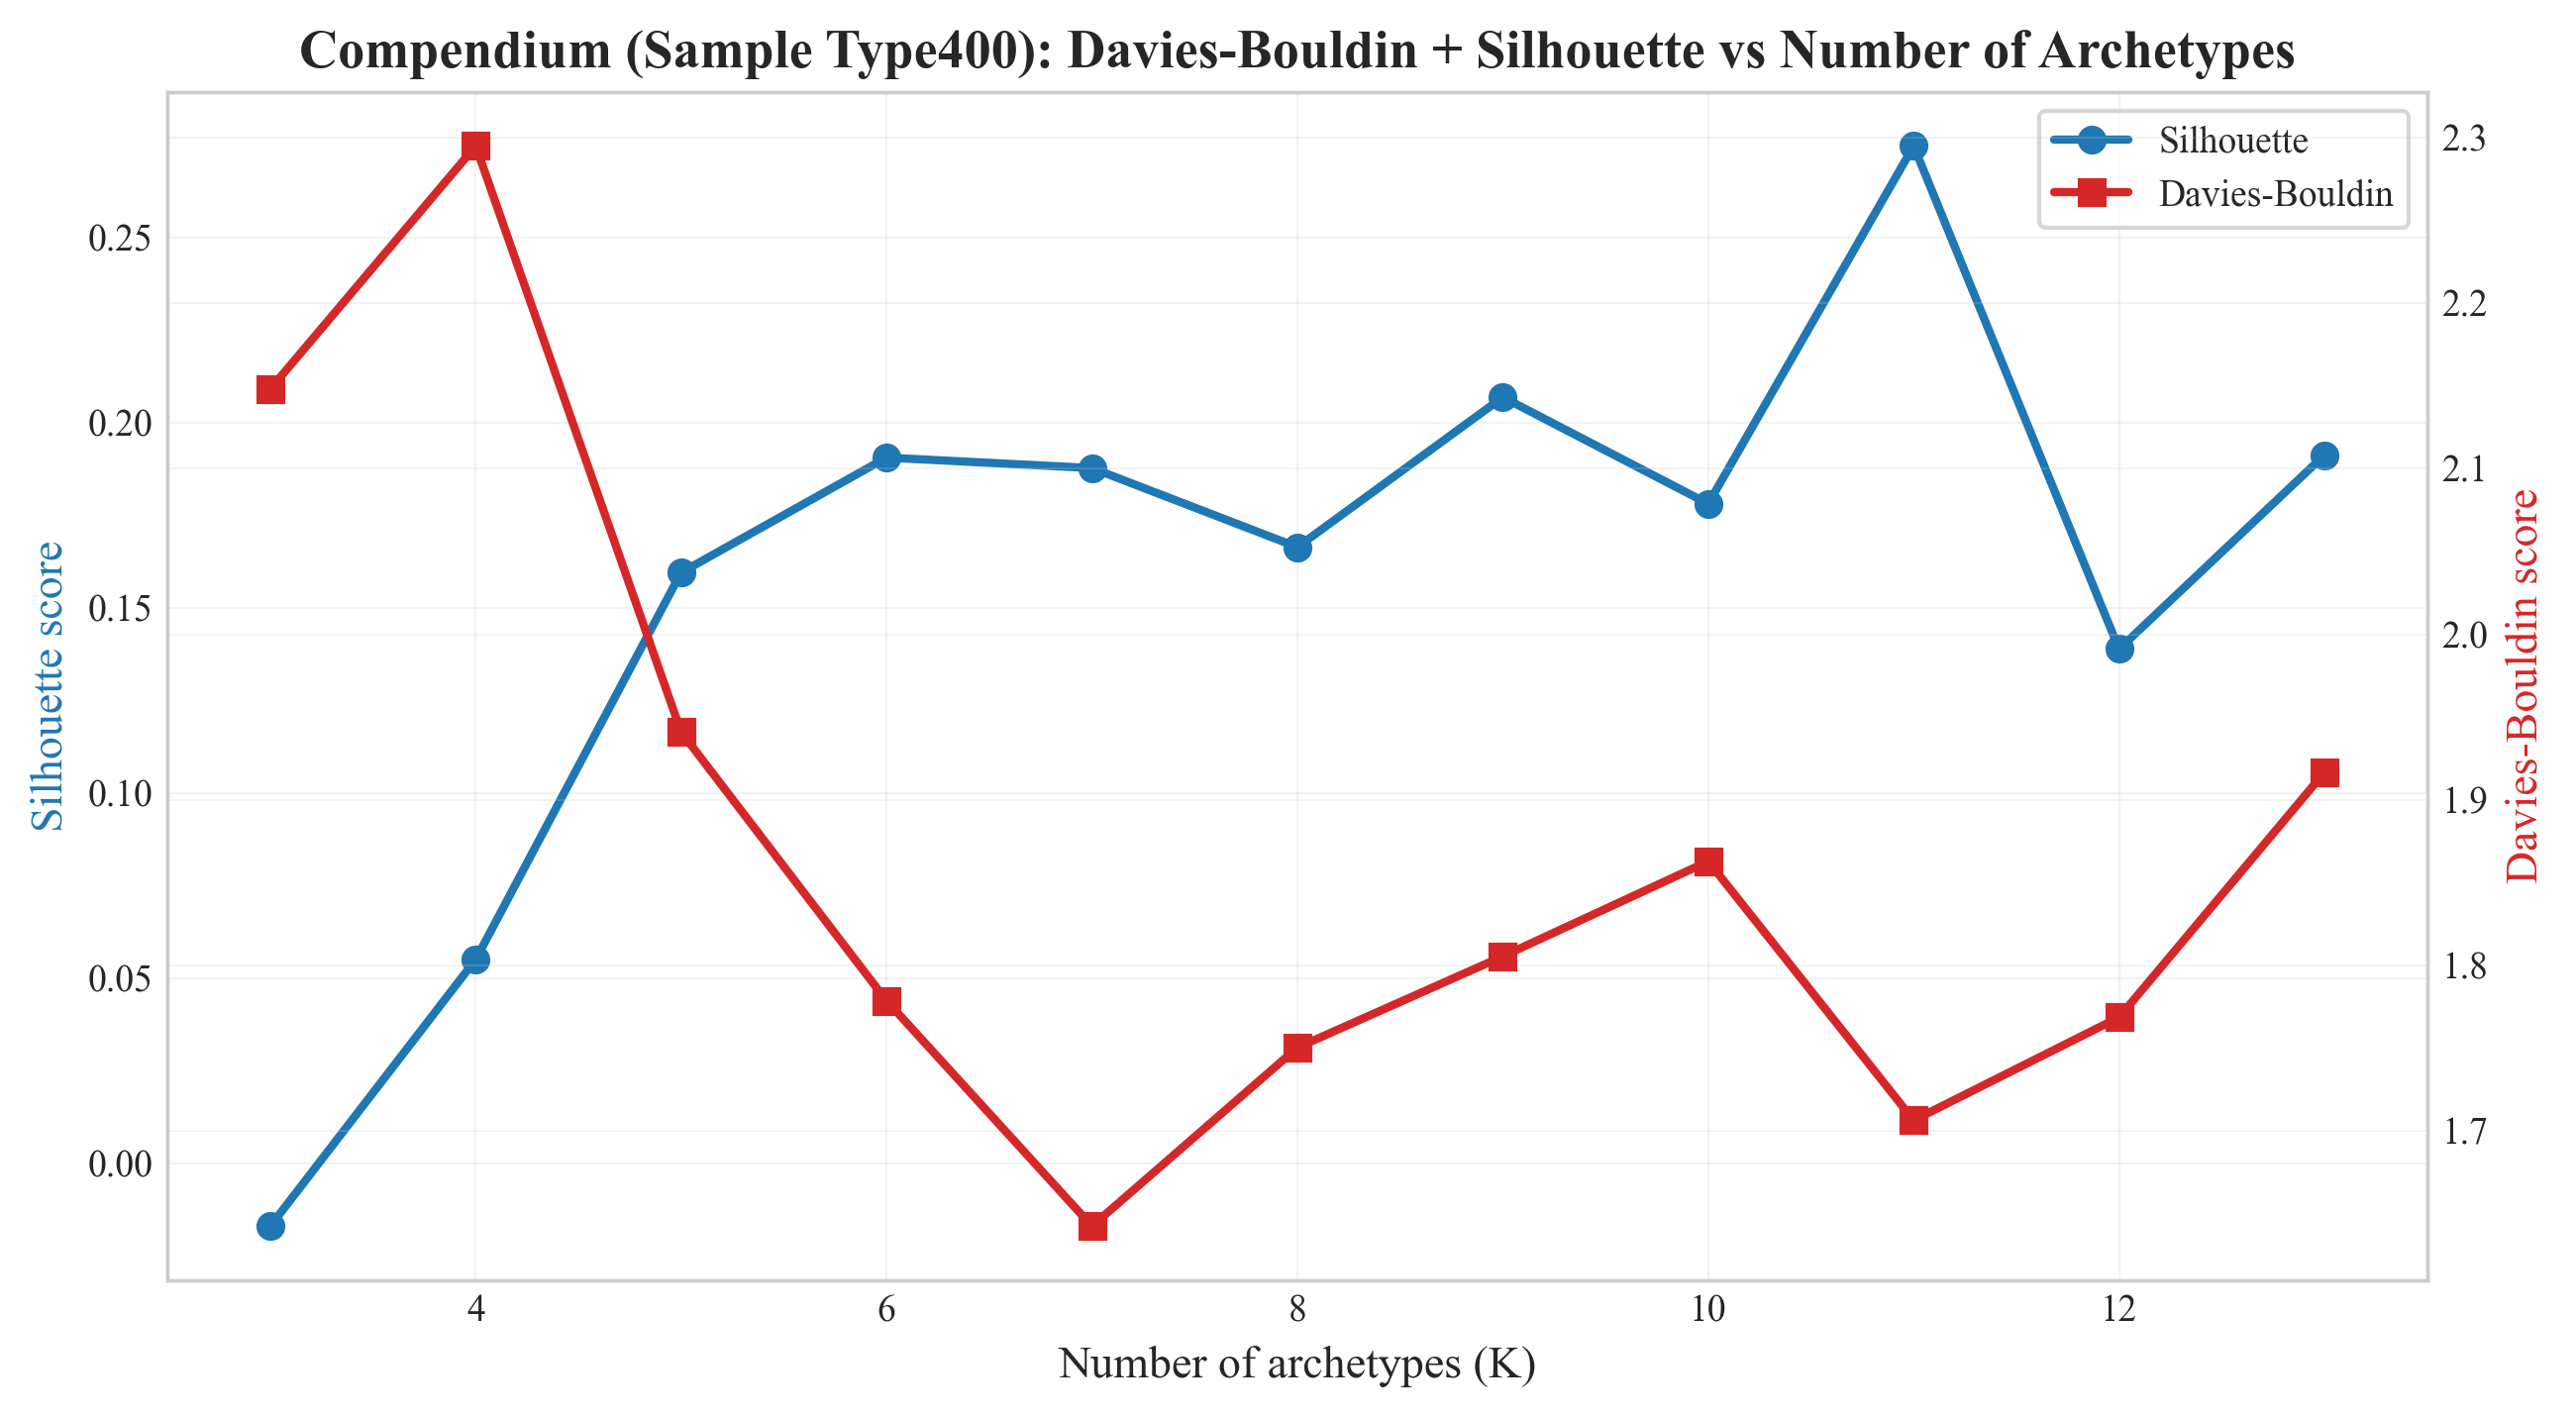 Compendium (Sample Type400): Davies-Bouldin + Silhouette vs Number of Archetypes
Silhouette
Davies-Bouldin
0.25
0.20
0.15
0.10
0.05
0.00
Silhouette score
2.3
2.2
2.1
2.0
1.9
1.8
1.7
Davies-Bouldin score
4 6 8 10 12
Number of archetypes (K)